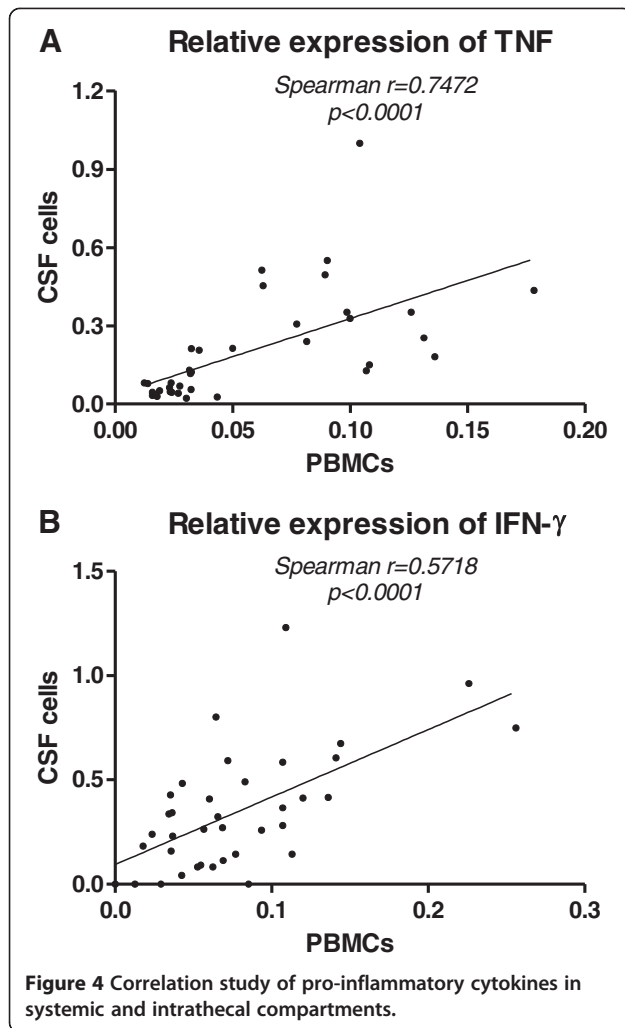 A Relative expression of TNF
Spearman r=0.7472
p<0.0001
1.2
0.9
0.6
0.3
0.0
CSF cells
0.00 0.05 0.10 0.15 0.20
PBMCs
B Relative expression of IFN-γ
Spearman r=0.5718
p<0.0001
1.5
1.0
0.5
0.0
CSF cells
0.0 0.1 0.2 0.3
PBMCs
Figure 4 Correlation study of pro-inflammatory cytokines in
systemic and intrathecal compartments.